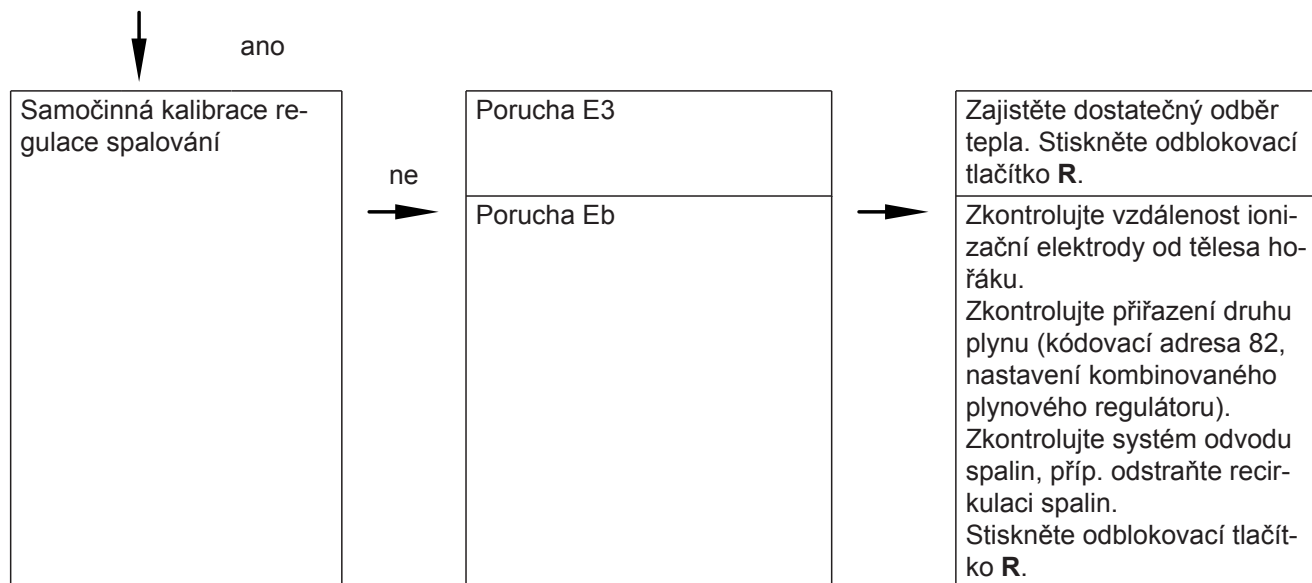 ano
Samočinná kalibrace re-
gulace spalování
ne
Porucha E3
Zajistěte dostatečný odběr
tepla. Stiskněte odblokovací
tlačítko R.
Porucha Eb
Zkontrolujte vzdálenost ioni-
zační elektrody od tělesa ho-
řáku.
Zkontrolujte přiřazení druhu
plynu (kódovací adresa 82,
nastavení kombinovaného
plynového regulátoru).
Zkontrolujte systém odvodu
spalin, příp. odstraňte recir-
kulaci spalin.
Stiskněte odblokovací tlačít-
ko R.